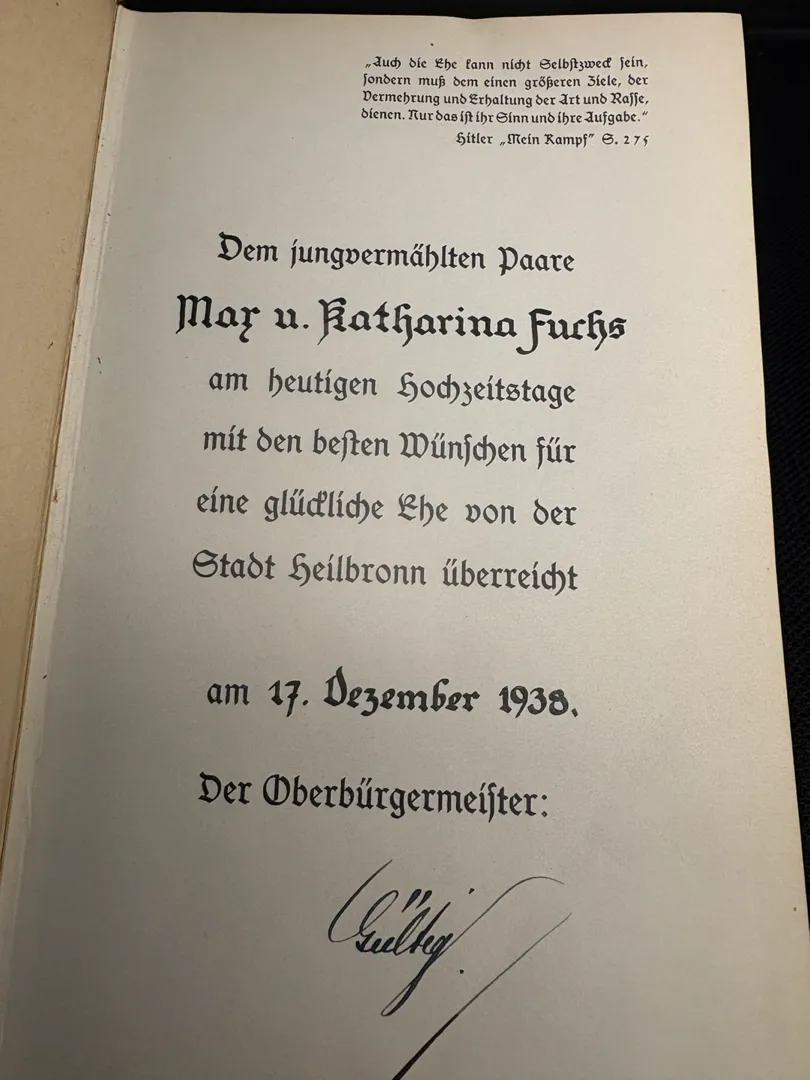 „Auch die Ehe kann nicht Selbstzweck sein,
sondern muß dem einen größeren Ziele, der
Vermehrung und Erhaltung der Art und Rasse,
dienen. Nur das ist ihr Sinn und ihre Aufgabe.“
Hitler „Mein Kampf“ S. 275
Dem jungvermählten Paare
Max u. Katharina Fuchs
am heutigen Hochzeitstage
mit den besten Wünschen für
eine glückliche Ehe von der
Stadt Heilbronn überreicht
am 17. Dezember 1938.
Der Oberbürgermeister:
Gültig